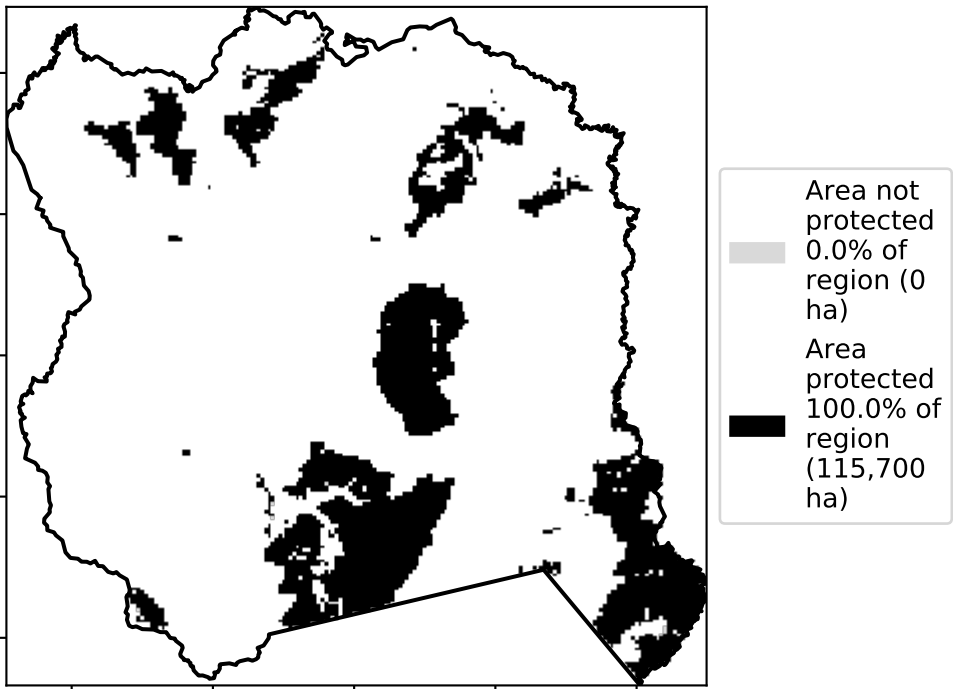 Area not
protected
0.0% of
region (0
ha)
Area
protected
100.0% of
region
(115,700
ha)